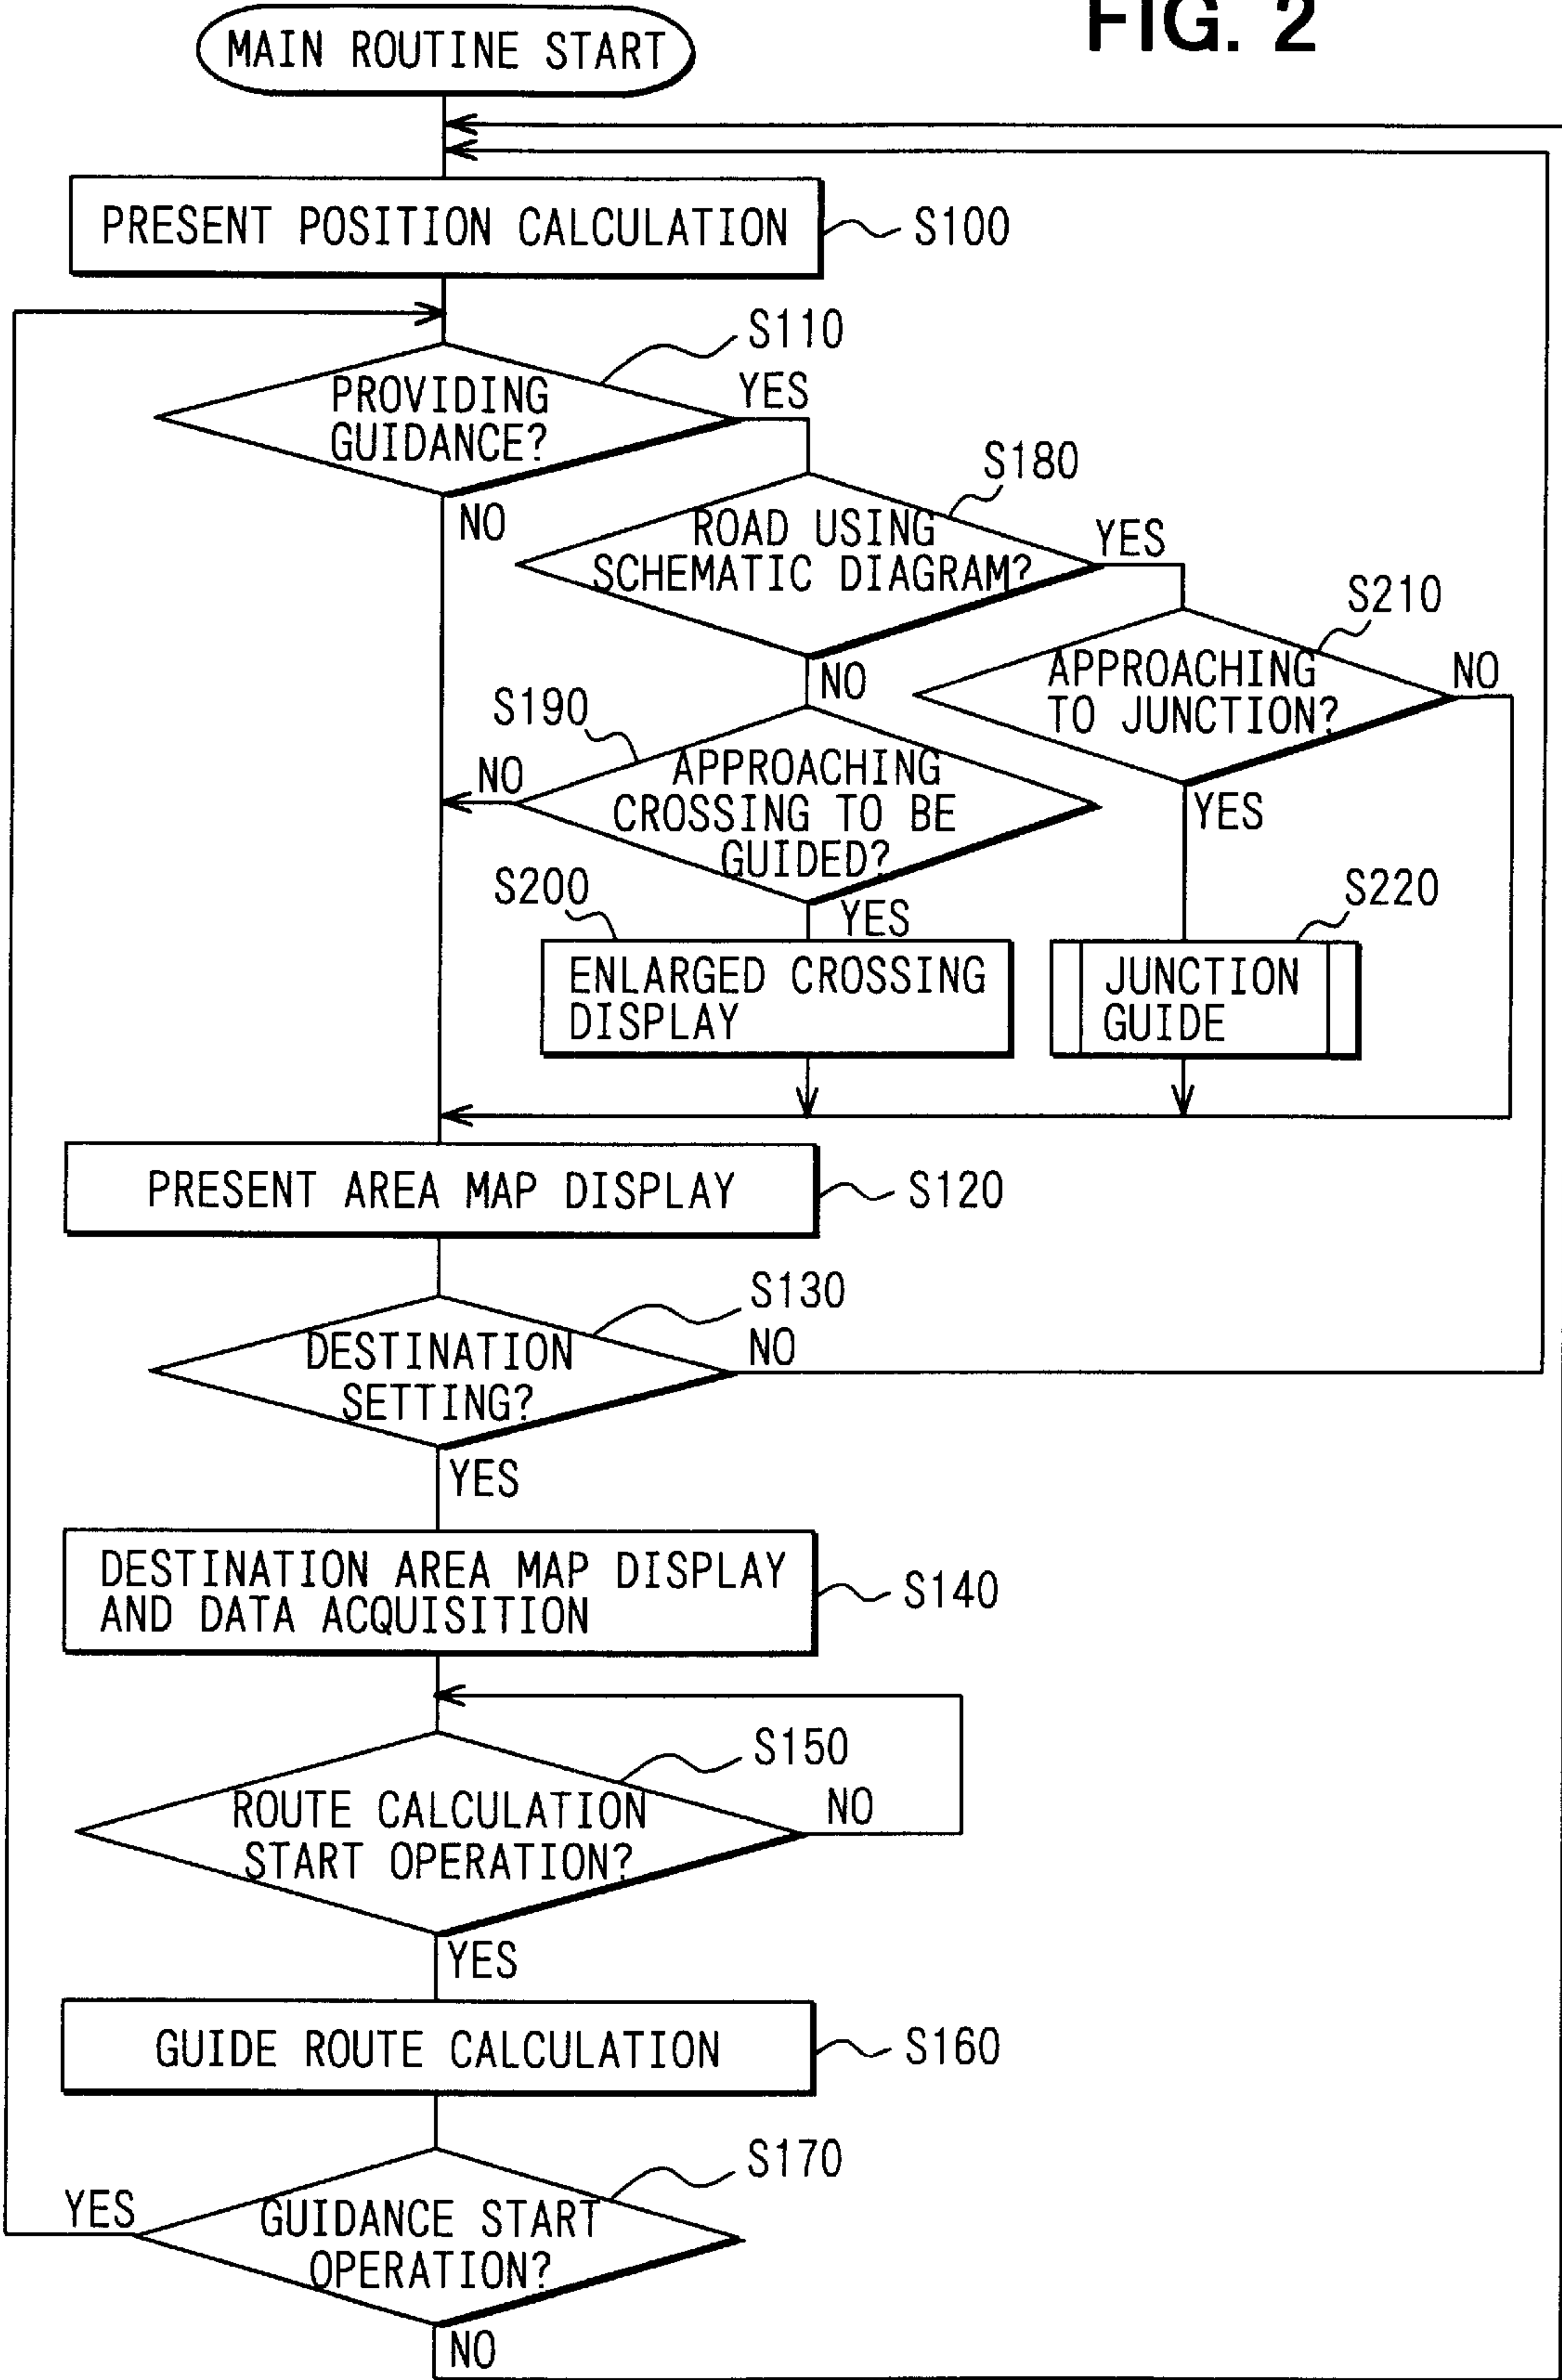 FIG. 2
MAIN ROUTINE START
PRESENT POSITION CALCULATION
S100
S110
PROVIDING
GUIDANCE?
YES
NO
S180
ROAD USING
SCHEMATIC DIAGRAM?
YES
NO
S210
APPROACHING
TO JUNCTION?
NO
YES
S190
NO
APPROACHING
CROSSING TO BE
GUIDED?
YES
S200
ENLARGED CROSSING
DISPLAY
S220
JUNCTION
GUIDE
PRESENT AREA MAP DISPLAY
S120
S130
DESTINATION
SETTING?
NO
YES
DESTINATION AREA MAP DISPLAY
AND DATA ACQUISITION
S140
S150
ROUTE CALCULATION
START OPERATION?
NO
YES
GUIDE ROUTE CALCULATION
S160
S170
YES
GUIDANCE START
OPERATION?
NO